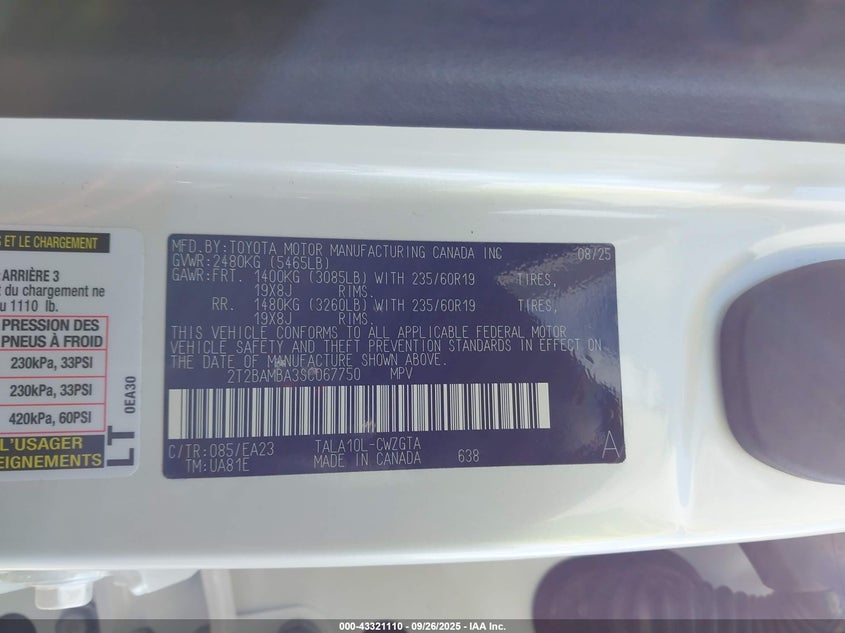 G ET LE CHARGEMENT
ARRIÈRE 3
t du chargement ne
u 1110 lb.
PRESSION DES
PNEUS À FROID
230kPa, 33PSI
230kPa, 33PSI
420kPa, 60PSI
L'USAGER
SEIGNEMENTS
LT
0EA30
MFD.BY:TOYOTA MOTOR MANUFACTURING CANADA INC 08/25
GVWR:2480KG (5465LB)
GAWR:FRT. 1400KG (3085LB) WITH 235/60R19 TIRES,
19X8J RIMS.
RR. 1480KG (3260LB) WITH 235/60R19 TIRES,
19X8J RIMS.
THIS VEHICLE CONFORMS TO ALL APPLICABLE FEDERAL MOTOR
VEHICLE SAFETY AND THEFT PREVENTION STANDARDS IN EFFECT ON
THE DATE OF MANUFACTURE SHOWN ABOVE.
2T2BAMBA3SC067750 MPV
C/TR:085/EA23 TALA10L-CWZGTA
TM:UA81E MADE IN CANADA 638
A
000-43321110 - 09/26/2025 - IAA Inc.